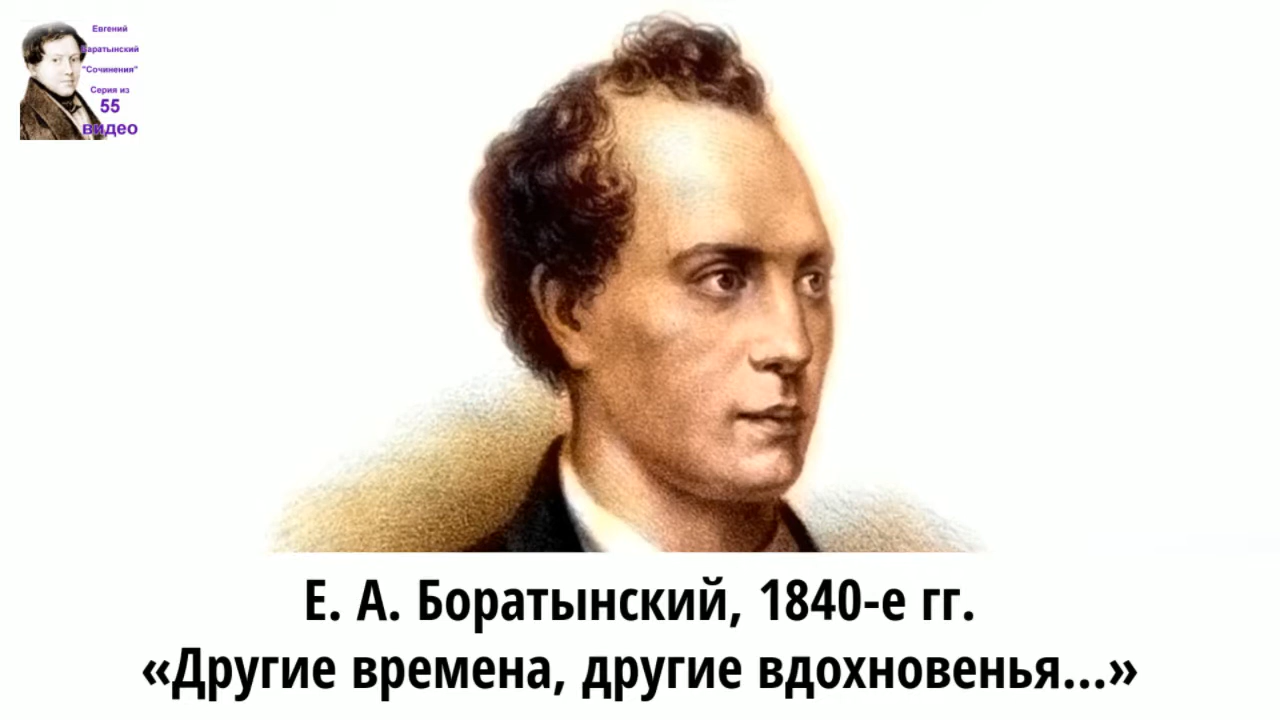 Евгений
Баратынский
"Сочинения"
Серия из
55
видео
Е. А. Боратынский, 1840-е гг.
«Другие времена, другие вдохновенья...»